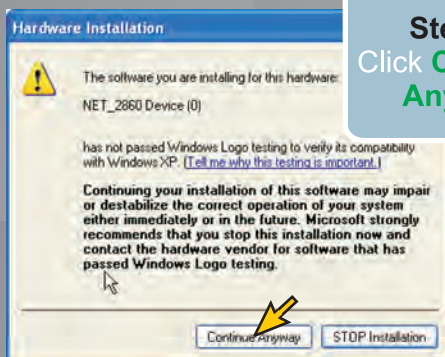 Hardware Installation
Ste
Click C
Any
The software you are installing for this hardware:
NET_2860 Device (0)
has not passed Windows Logo testing to verify its compatibility
with Windows XP. (Tell me why this testing is important.)
Continuing your installation of this software may impair
or destabilize the correct operation of your system
either immediately or in the future. Microsoft strongly
recommends that you stop this installation now and
contact the hardware vendor for software that has
passed Windows Logo testing.
Continue Anyway STOP Installation